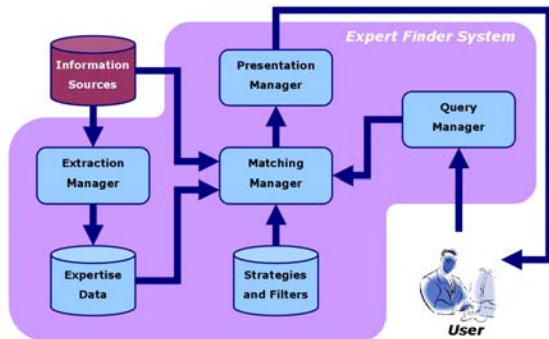 Expert Finder System
Information
Sources
Presentation
Manager
Query
Manager
Extraction
Manager
Matching
Manager
Expertise
Data
Strategies
and Filters
User